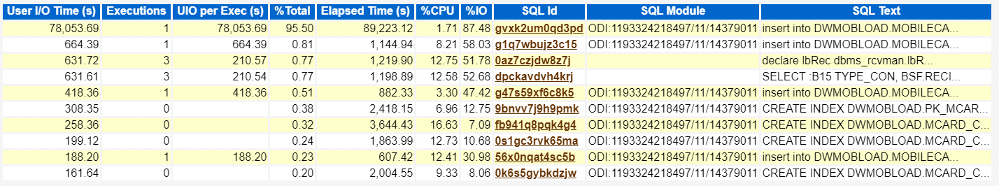 User I/O Time (s) Executions UIO per Exec (s) %Total Elapsed Time (s) %CPU %IO SQL Id SQL Module SQL Text
78,053.69 1 78,053.69 95.50 89,223.12 1.71 87.48 gvxk2um0qd3pd ODI:1193324218497/11/14379011 insert into DWMOBLOAD.MOBILECA...
664.39 1 664.39 0.81 1,144.94 8.21 58.03 g1q7wbujz3c15 ODI:1193324218497/11/14379011 insert into DWMOBLOAD.MOBILECA...
631.72 3 210.57 0.77 1,219.90 12.75 51.78 0az7czjdw8z7j declare lbRec dbms_rcvman.lbR...
631.61 3 210.54 0.77 1,198.89 12.58 52.68 dpckavdvh4krj SELECT :B15 TYPE_CON, BSF.RECI...
418.36 1 418.36 0.51 882.33 3.30 47.42 g47s59xf6c8k5 ODI:1193324218497/11/14379011 insert into DWMOBLOAD.MOBILECA...
308.35 0 0.38 2,418.15 6.96 12.75 9bnvv7j9h9pmk ODI:1193324218497/11/14379011 CREATE INDEX DWMOBLOAD.PK_MCAR...
258.36 0 0.32 3,644.43 16.63 7.09 fb941q8pqk4g4 ODI:1193324218497/11/14379011 CREATE INDEX DWMOBLOAD.MCARD_C...
199.12 0 0.24 1,863.99 12.73 10.68 0s1gc3rvk65ma ODI:1193324218497/11/14379011 CREATE INDEX DWMOBLOAD.MCARD_C...
188.20 1 188.20 0.23 607.42 12.41 30.98 56x0nqat4sc5b ODI:1193324218497/11/14379011 insert into DWMOBLOAD.MOBILECA...
161.64 0 0.20 2,004.55 9.33 8.06 0k6s5gybkdzjw ODI:1193324218497/11/14379011 CREATE INDEX DWMOBLOAD.MCARD_C...